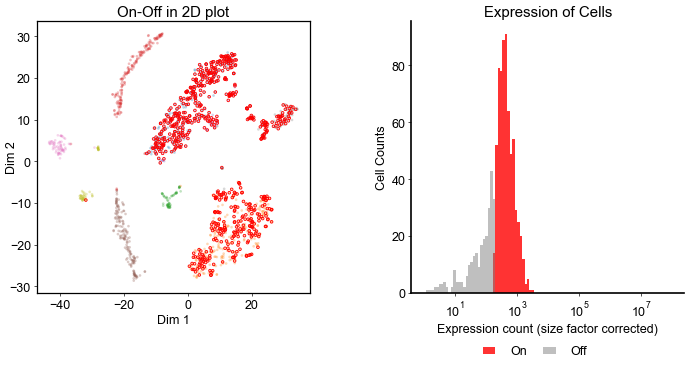 On-Off in 2D plot
30
20
10
0
−10
−20
−30
Dim 2
−40
−20
0
20
Dim 1
Expression of Cells
80
60
40
20
0
Cell Counts
10^1
10^3
10^5
10^7
Expression count (size factor corrected)
On
Off